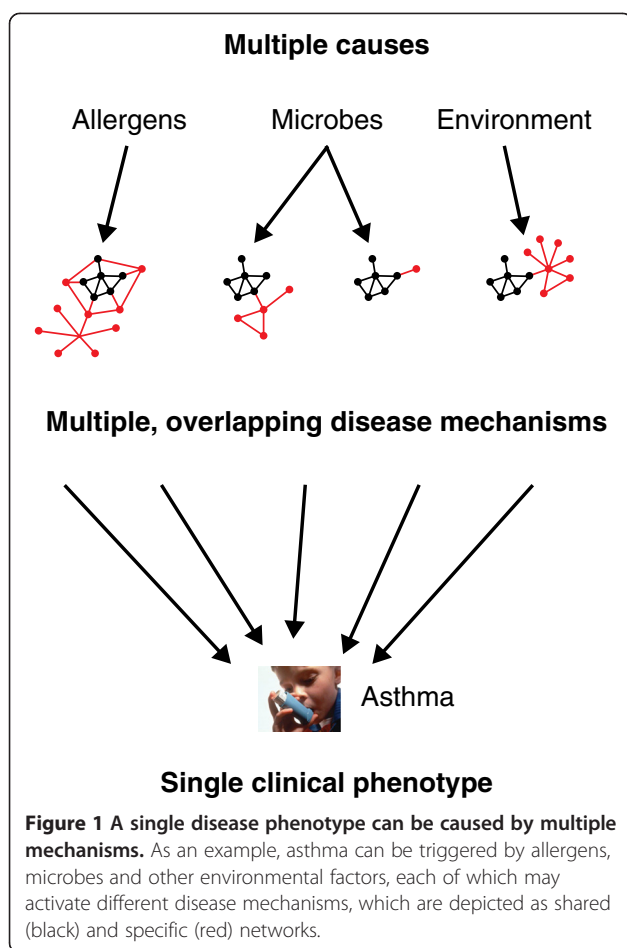 Multiple causes
Allergens Microbes Environment
Multiple, overlapping disease mechanisms
Asthma
Single clinical phenotype
Figure 1 A single disease phenotype can be caused by multiple
mechanisms. As an example, asthma can be triggered by allergens,
microbes and other environmental factors, each of which may
activate different disease mechanisms, which are depicted as shared
(black) and specific (red) networks.